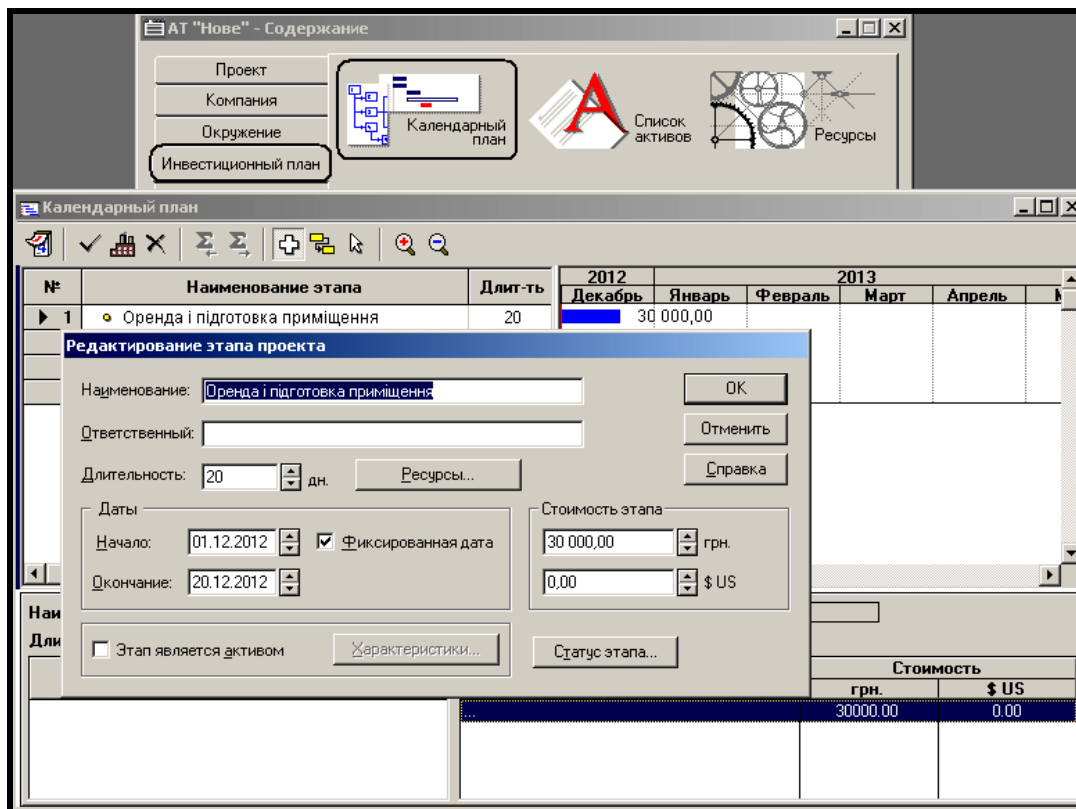 АТ "Нове" - Содержание
Проект
Компания
Окружение
Инвестиционный план
Календарный план
Список активов
Ресурсы
Календарный план
№ Наименование этапа Длит-ть 2012 2013
Декабрь Январь Февраль Март Апрель
1 Оренда і підготовка приміщення 20 30 000,00
Редактирование этапа проекта
Наименование: Оренда і підготовка приміщення OK
Ответственный: Отменить
Длительность: 20 дн. Ресурсы... Справка
Даты Стоимость этапа
Начало: 01.12.2012 Фиксированная дата 30 000,00 грн.
Окончание: 20.12.2012 0,00 $ US
Наи
Дли
Этап является активом Характеристики... Статус этапа...
Стоимость
грн. $ US
... 30000.00 0.00